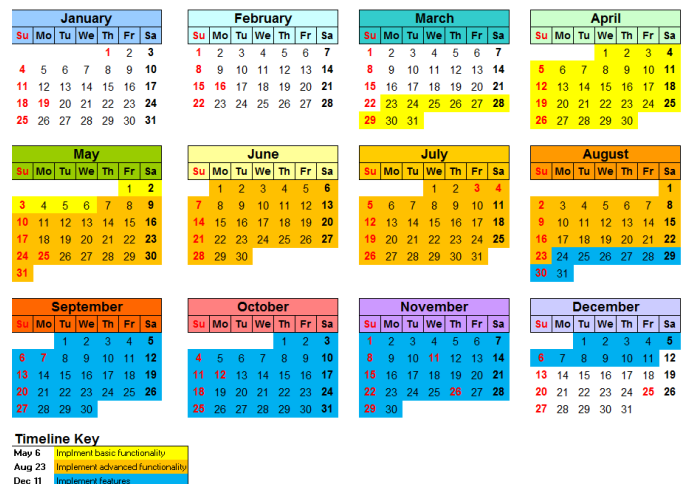 January February March April
Su Mo Tu We Th Fr Sa Su Mo Tu We Th Fr Sa Su Mo Tu We Th Fr Sa Su Mo Tu We Th Fr Sa
1 2 3 1 2 3 4 5 6 7 1 2 3 4 5 6 7 1 2 3 4
4 5 6 7 8 9 10 8 9 10 11 12 13 14 8 9 10 11 12 13 14 5 6 7 8 9 10 11
11 12 13 14 15 16 17 15 16 17 18 19 20 21 15 16 17 18 19 20 21 12 13 14 15 16 17 18
18 19 20 21 22 23 24 22 23 24 25 26 27 28 22 23 24 25 26 27 28 19 20 21 22 23 24 25
25 26 27 28 29 30 31 29 30 31 26 27 28 29 30
May June July August
Su Mo Tu We Th Fr Sa Su Mo Tu We Th Fr Sa Su Mo Tu We Th Fr Sa Su Mo Tu We Th Fr Sa
1 2 1 2 3 4 5 6 1 2 3 4 1
3 4 5 6 7 8 9 7 8 9 10 11 12 13 5 6 7 8 9 10 11 2 3 4 5 6 7 8
10 11 12 13 14 15 16 14 15 16 17 18 19 20 12 13 14 15 16 17 18 9 10 11 12 13 14 15
17 18 19 20 21 22 23 21 22 23 24 25 26 27 19 20 21 22 23 24 25 16 17 18 19 20 21 22
24 25 26 27 28 29 30 28 29 30 26 27 28 29 30 31 23 24 25 26 27 28 29
31 30 31
September October November December
Su Mo Tu We Th Fr Sa Su Mo Tu We Th Fr Sa Su Mo Tu We Th Fr Sa Su Mo Tu We Th Fr Sa
1 2 3 4 5 1 2 3 1 2 3 4 5 6 7 1 2 3 4 5
6 7 8 9 10 11 12 4 5 6 7 8 9 10 8 9 10 11 12 13 14 6 7 8 9 10 11 12
13 14 15 16 17 18 19 11 12 13 14 15 16 17 15 16 17 18 19 20 21 13 14 15 16 17 18 19
20 21 22 23 24 25 26 18 19 20 21 22 23 24 22 23 24 25 26 27 28 20 21 22 23 24 25 26
27 28 29 30 25 26 27 28 29 30 31 29 30 27 28 29 30 31
Timeline Key
May 6 Implment basic functionality
Aug 23 Implement advanced functionality
Dec 11 Implement features